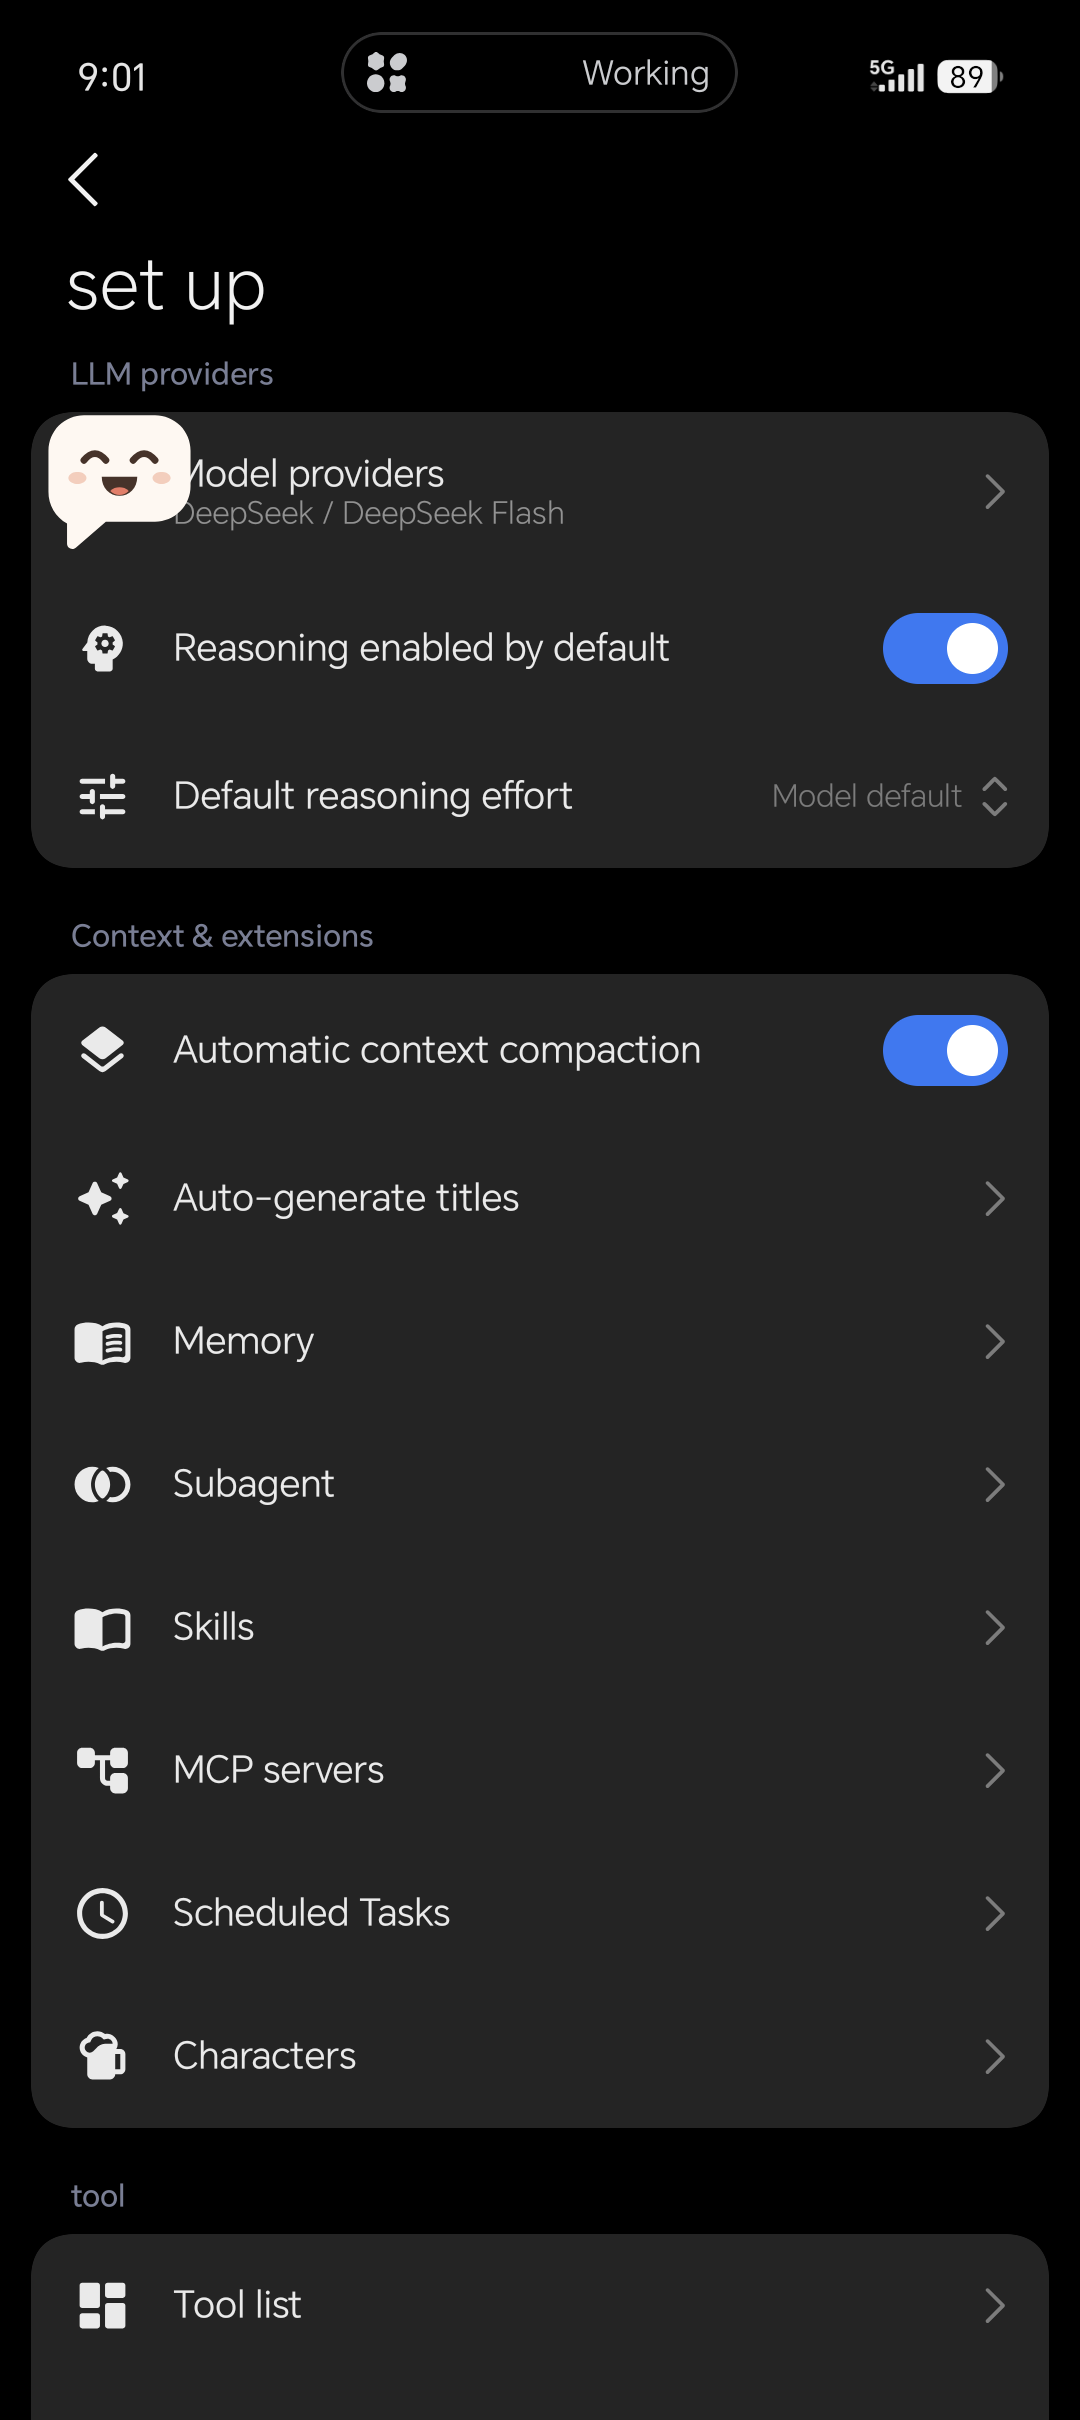 9:01
Working
5G
89
set up
LLM providers
Model providers
DeepSeek / DeepSeek Flash
Reasoning enabled by default
Default reasoning effort
Model default
Context & extensions
Automatic context compaction
Auto-generate titles
Memory
Subagent
Skills
MCP servers
Scheduled Tasks
Characters
tool
Tool list